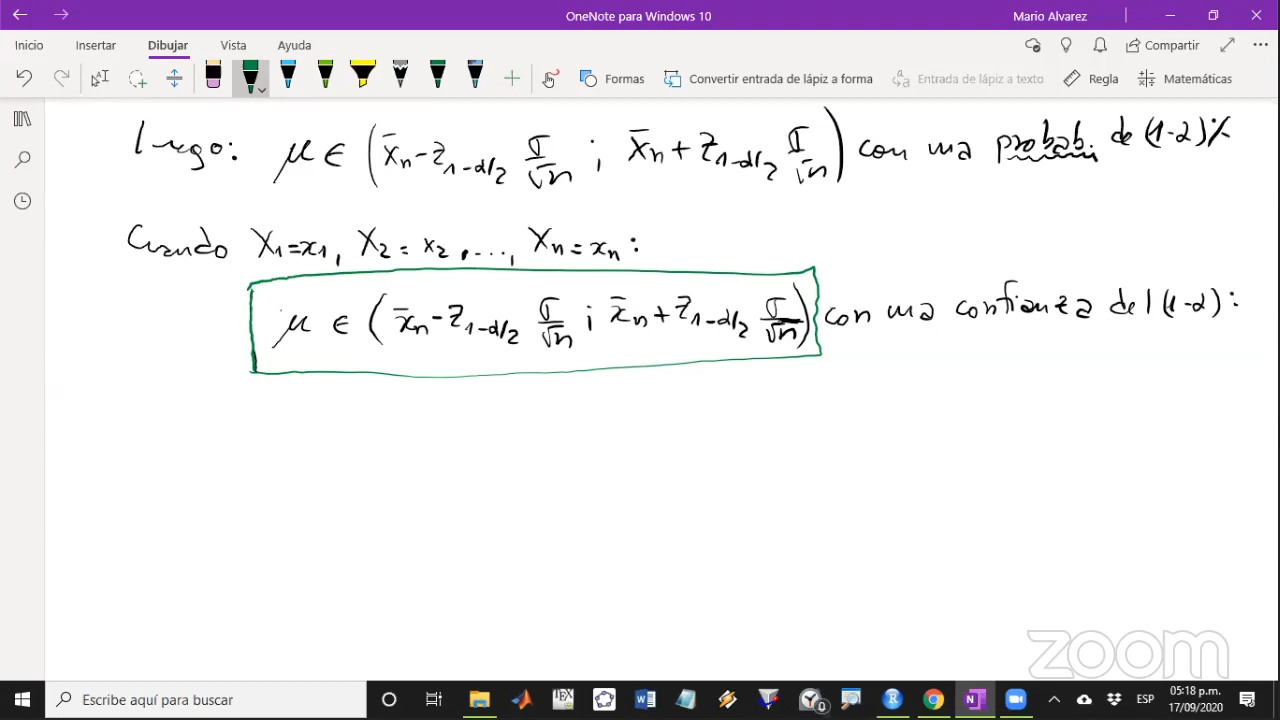 OneNote para Windows 10
Mario Alvarez
Inicio Insertar Dibujar Vista Ayuda
Compartir
Formas Convertir entrada de lápiz a forma Entrada de lápiz a texto Regla Matemáticas
luego: μ ∈ (X̄n - Z1-α/2 σ/√n ; X̄n + Z1-α/2 σ/√n) con una probab. de (1-α)%
Cuando X1=x1, X2=x2, ..., Xn=xn:
μ ∈ (x̄n - Z1-α/2 σ/√n ; x̄n + Z1-α/2 σ/√n) con una confianza del (1-α):
zoom
Escribe aquí para buscar
ESP
05:18 p.m.
17/09/2020